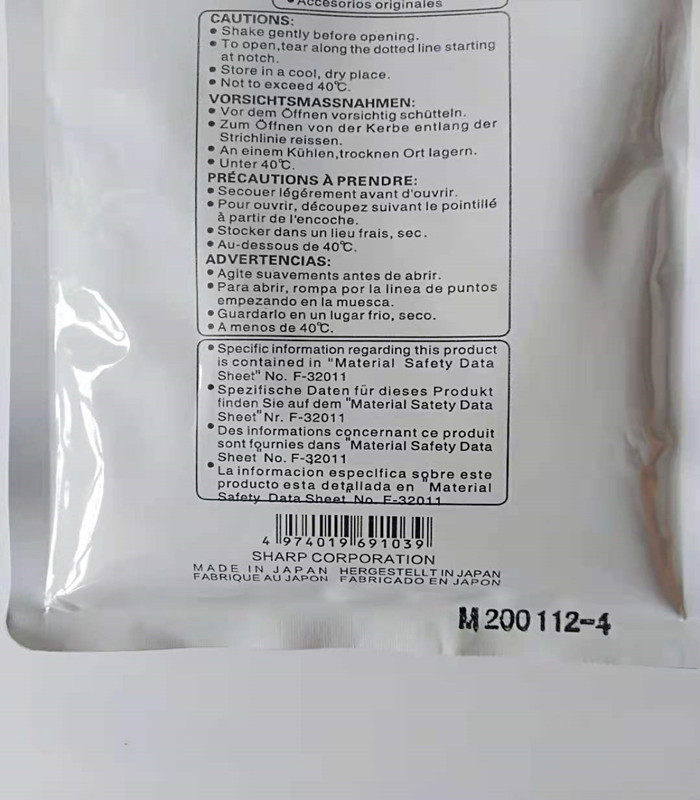 • Accesorios originales
CAUTIONS:
• Shake gently before opening.
• To open,tear along the dotted line starting
at notch.
• Store in a cool, dry place.
• Not to exceed 40℃.
VORSICHTSMASSNAHMEN:
• Vor dem Öffnen vorsichtig schütteln.
• Zum Öffnen von der Kerbe entlang der
Strichlinie reissen.
• An einem Kühlen,trocknen Ort lagern.
• Unter 40℃.
PRÉCAUTIONS À PRENDRE:
• Secouer légérement avant d'ouvrir.
• Pour ouvrir, découpez suivant le pointillé
à partir de l'encoche.
• Stocker dans un lieu frais, sec.
• Au-dessous de 40℃.
ADVERTENCIAS:
• Agite suavements antes de abrir.
• Para abrir, rompa por la linea de puntos
empezando en la muesca.
• Guardarlo en un lugar frio, seco.
• A menos de 40℃.
• Specific information regarding this product
is contained in "Material Safety Data
Sheet" No. F-32011
• Spezifische Daten für dieses Produkt
finden Sie auf dem "Material Satety Data
Sheet"Nr. F-32011
• Des informations concernant ce produit
sont fournies dans "Material Safety Data
Sheet" No. F-32011
• La informacion especifica sobre este
producto esta detallada en "Material
Safety Data Sheet No. F-32011
4 974019 691039
SHARP CORPORATION
MADE IN JAPAN HERGESTELLT IN JAPAN
FABRIQUE AU JAPON FABRICADO EN JAPON
M200112-4